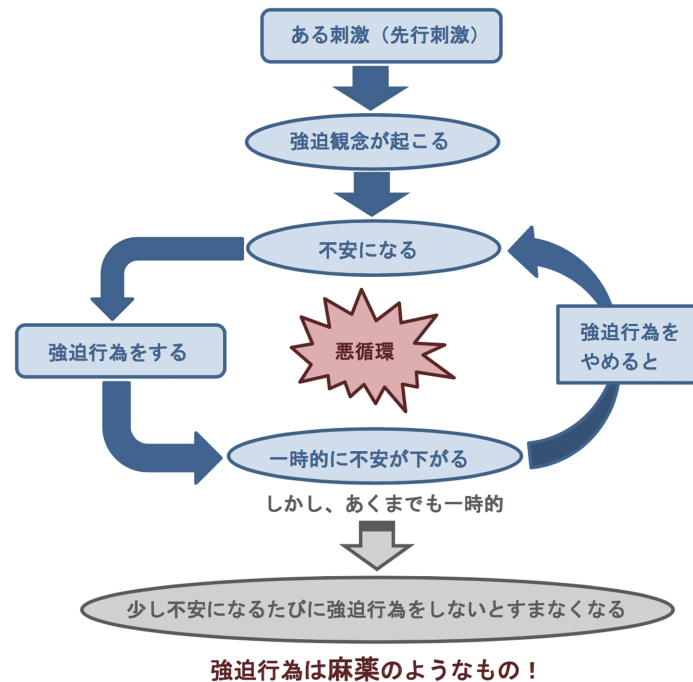 ある刺激（先行刺激）
強迫観念が起こる
不安になる
強迫行為をする
悪循環
強迫行為を
やめると
一時的に不安が下がる
しかし、あくまでも一時的
少し不安になるたびに強迫行為をしないとすまなくなる
強迫行為は麻薬のようなもの！